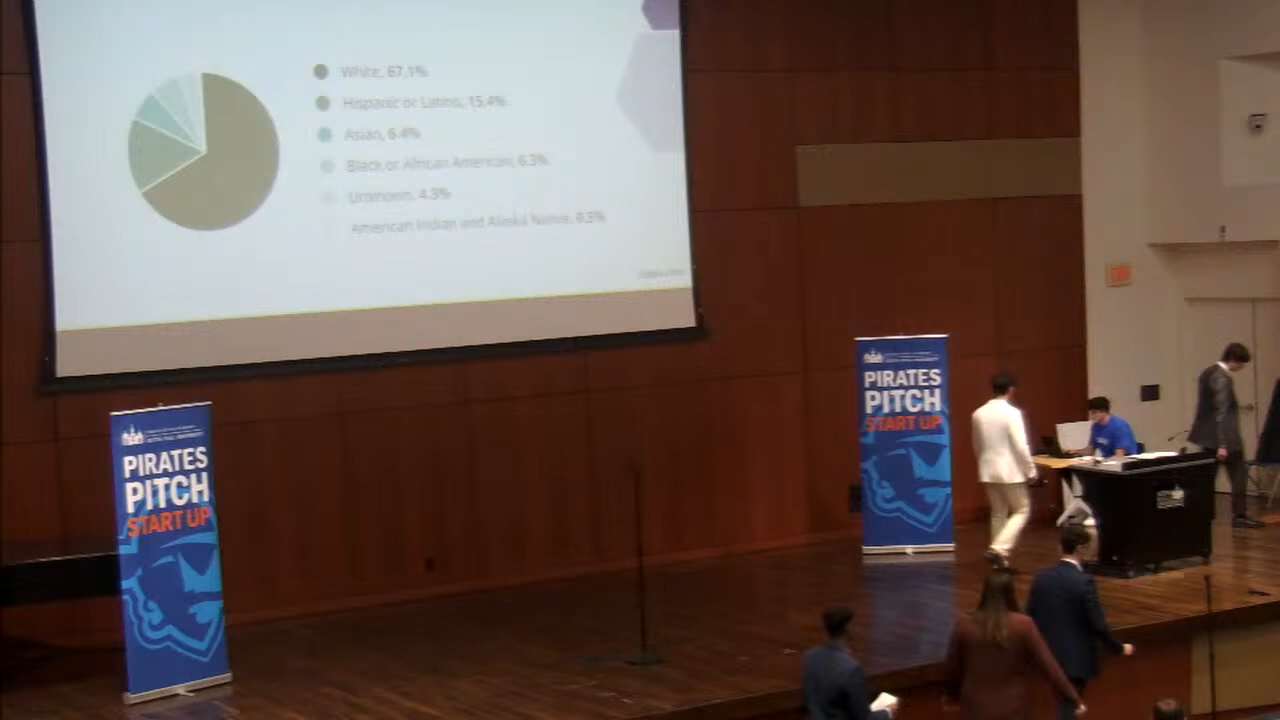 White, 67.1%
Hispanic or Latino, 15.4%
Asian, 6.4%
Black or African American, 6.3%
Unknown, 4.3%
American Indian and Alaska Native, 0.5%
PIRATES
PITCH
START UP
PIRATES
PITCH
START UP